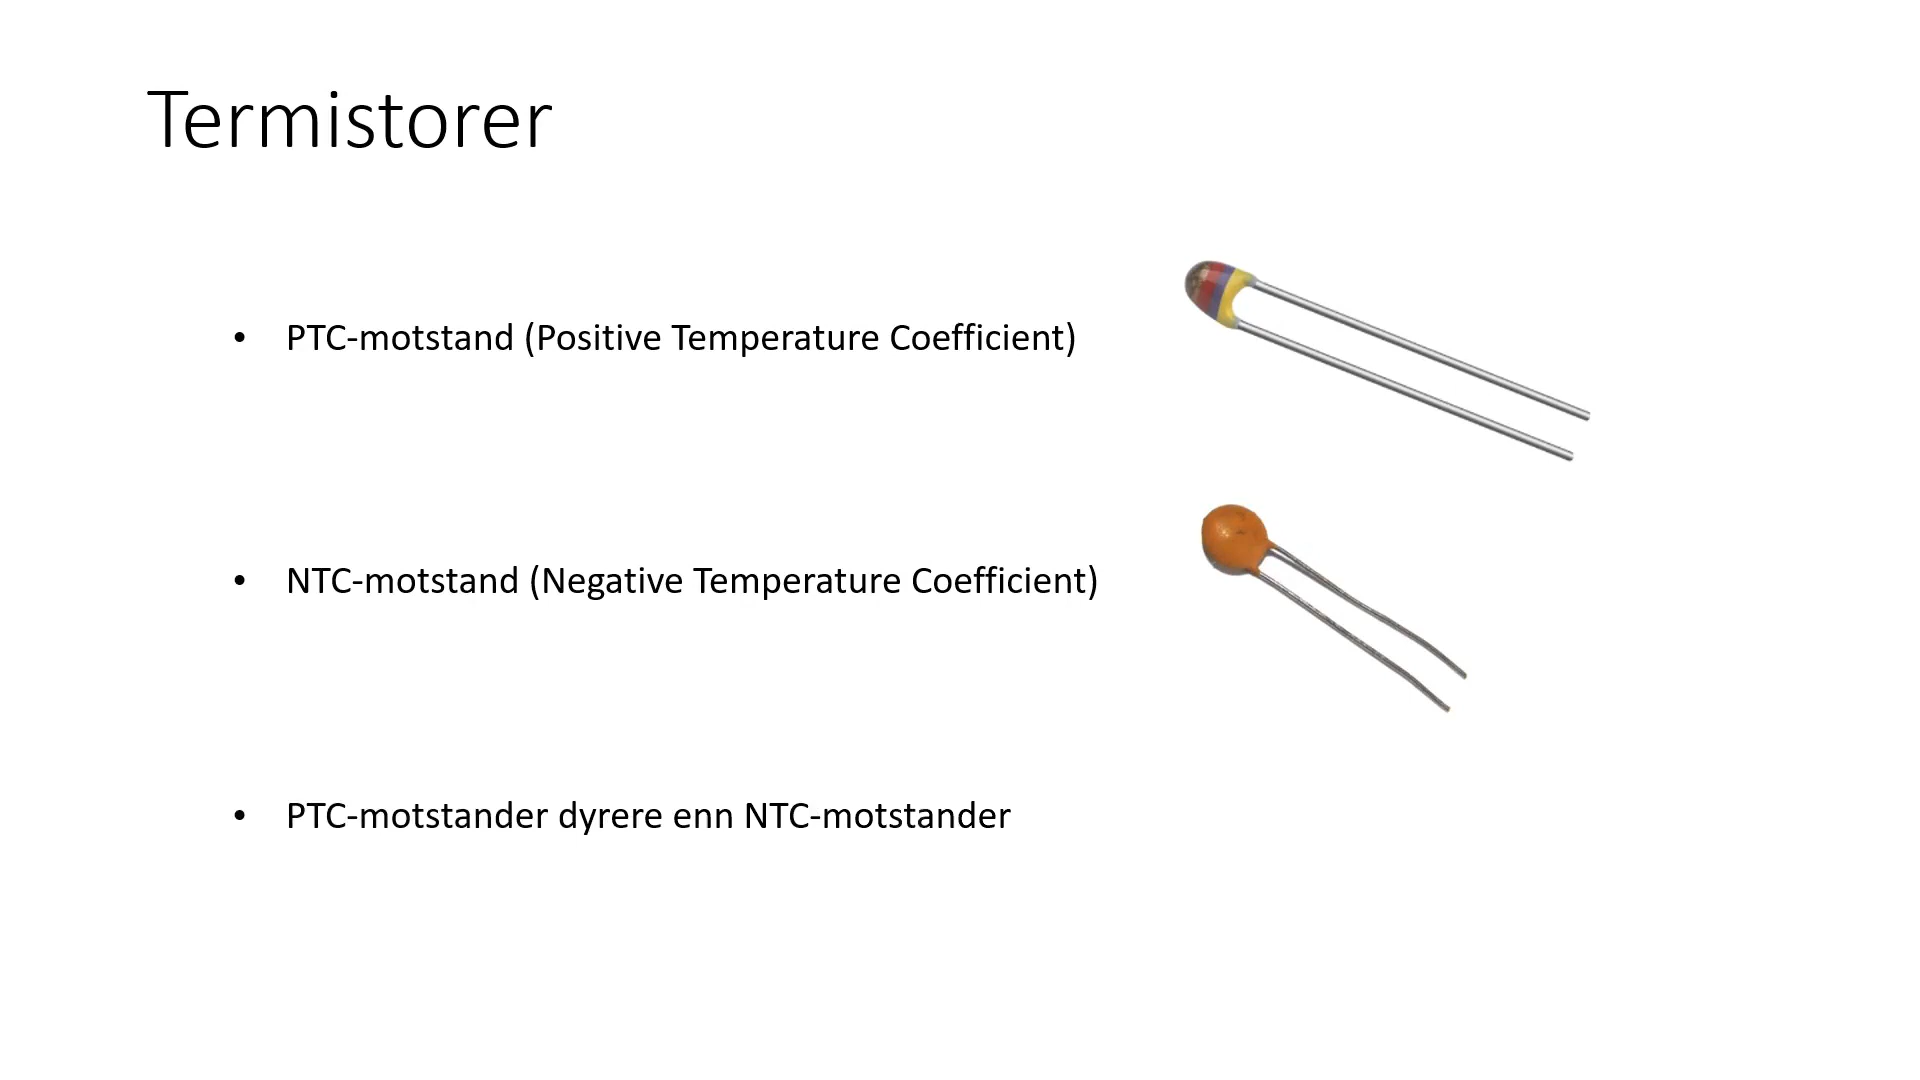 Termistorer
• PTC-motstand (Positive Temperature Coefficient)
• NTC-motstand (Negative Temperature Coefficient)
• PTC-motstander dyrere enn NTC-motstander